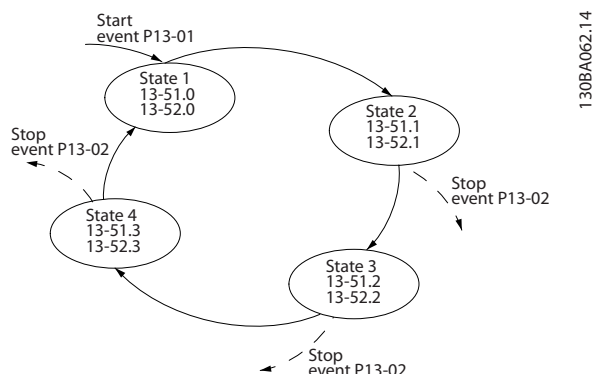 Start
event P13-01
State 1
13-51.0
13-52.0
State 2
13-51.1
13-52.1
Stop
event P13-02
Stop
event P13-02
State 4
13-51.3
13-52.3
State 3
13-51.2
13-52.2
Stop
event P13-02
130BA062.14